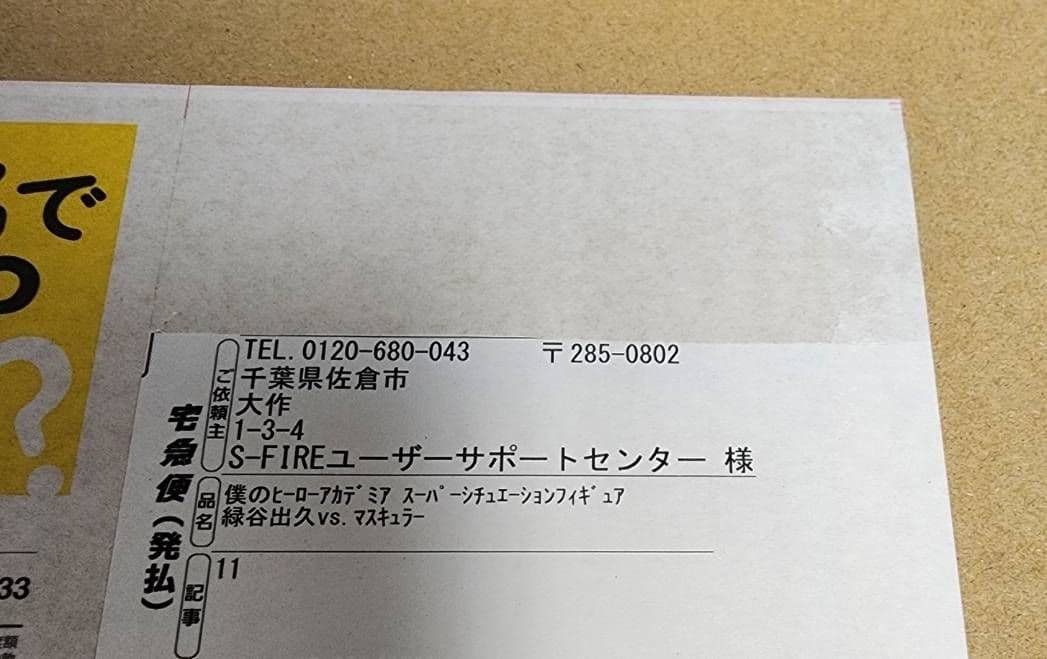 で
?
TEL. 0120-680-043 〒285-0802
千葉県佐倉市
大作
1-3-4
S-FIREユーザーサポートセンター 様
ご依頼主
宅急便(発払)
品名
僕のﾋｰﾛｰｱｶﾃﾞﾐｱ ｽｰﾊﾟｰｼﾁｭｴｰｼｮﾝﾌｨｷﾞｭｱ
緑谷出久vs. ﾏｽｷｭﾗｰ
記事
11
33